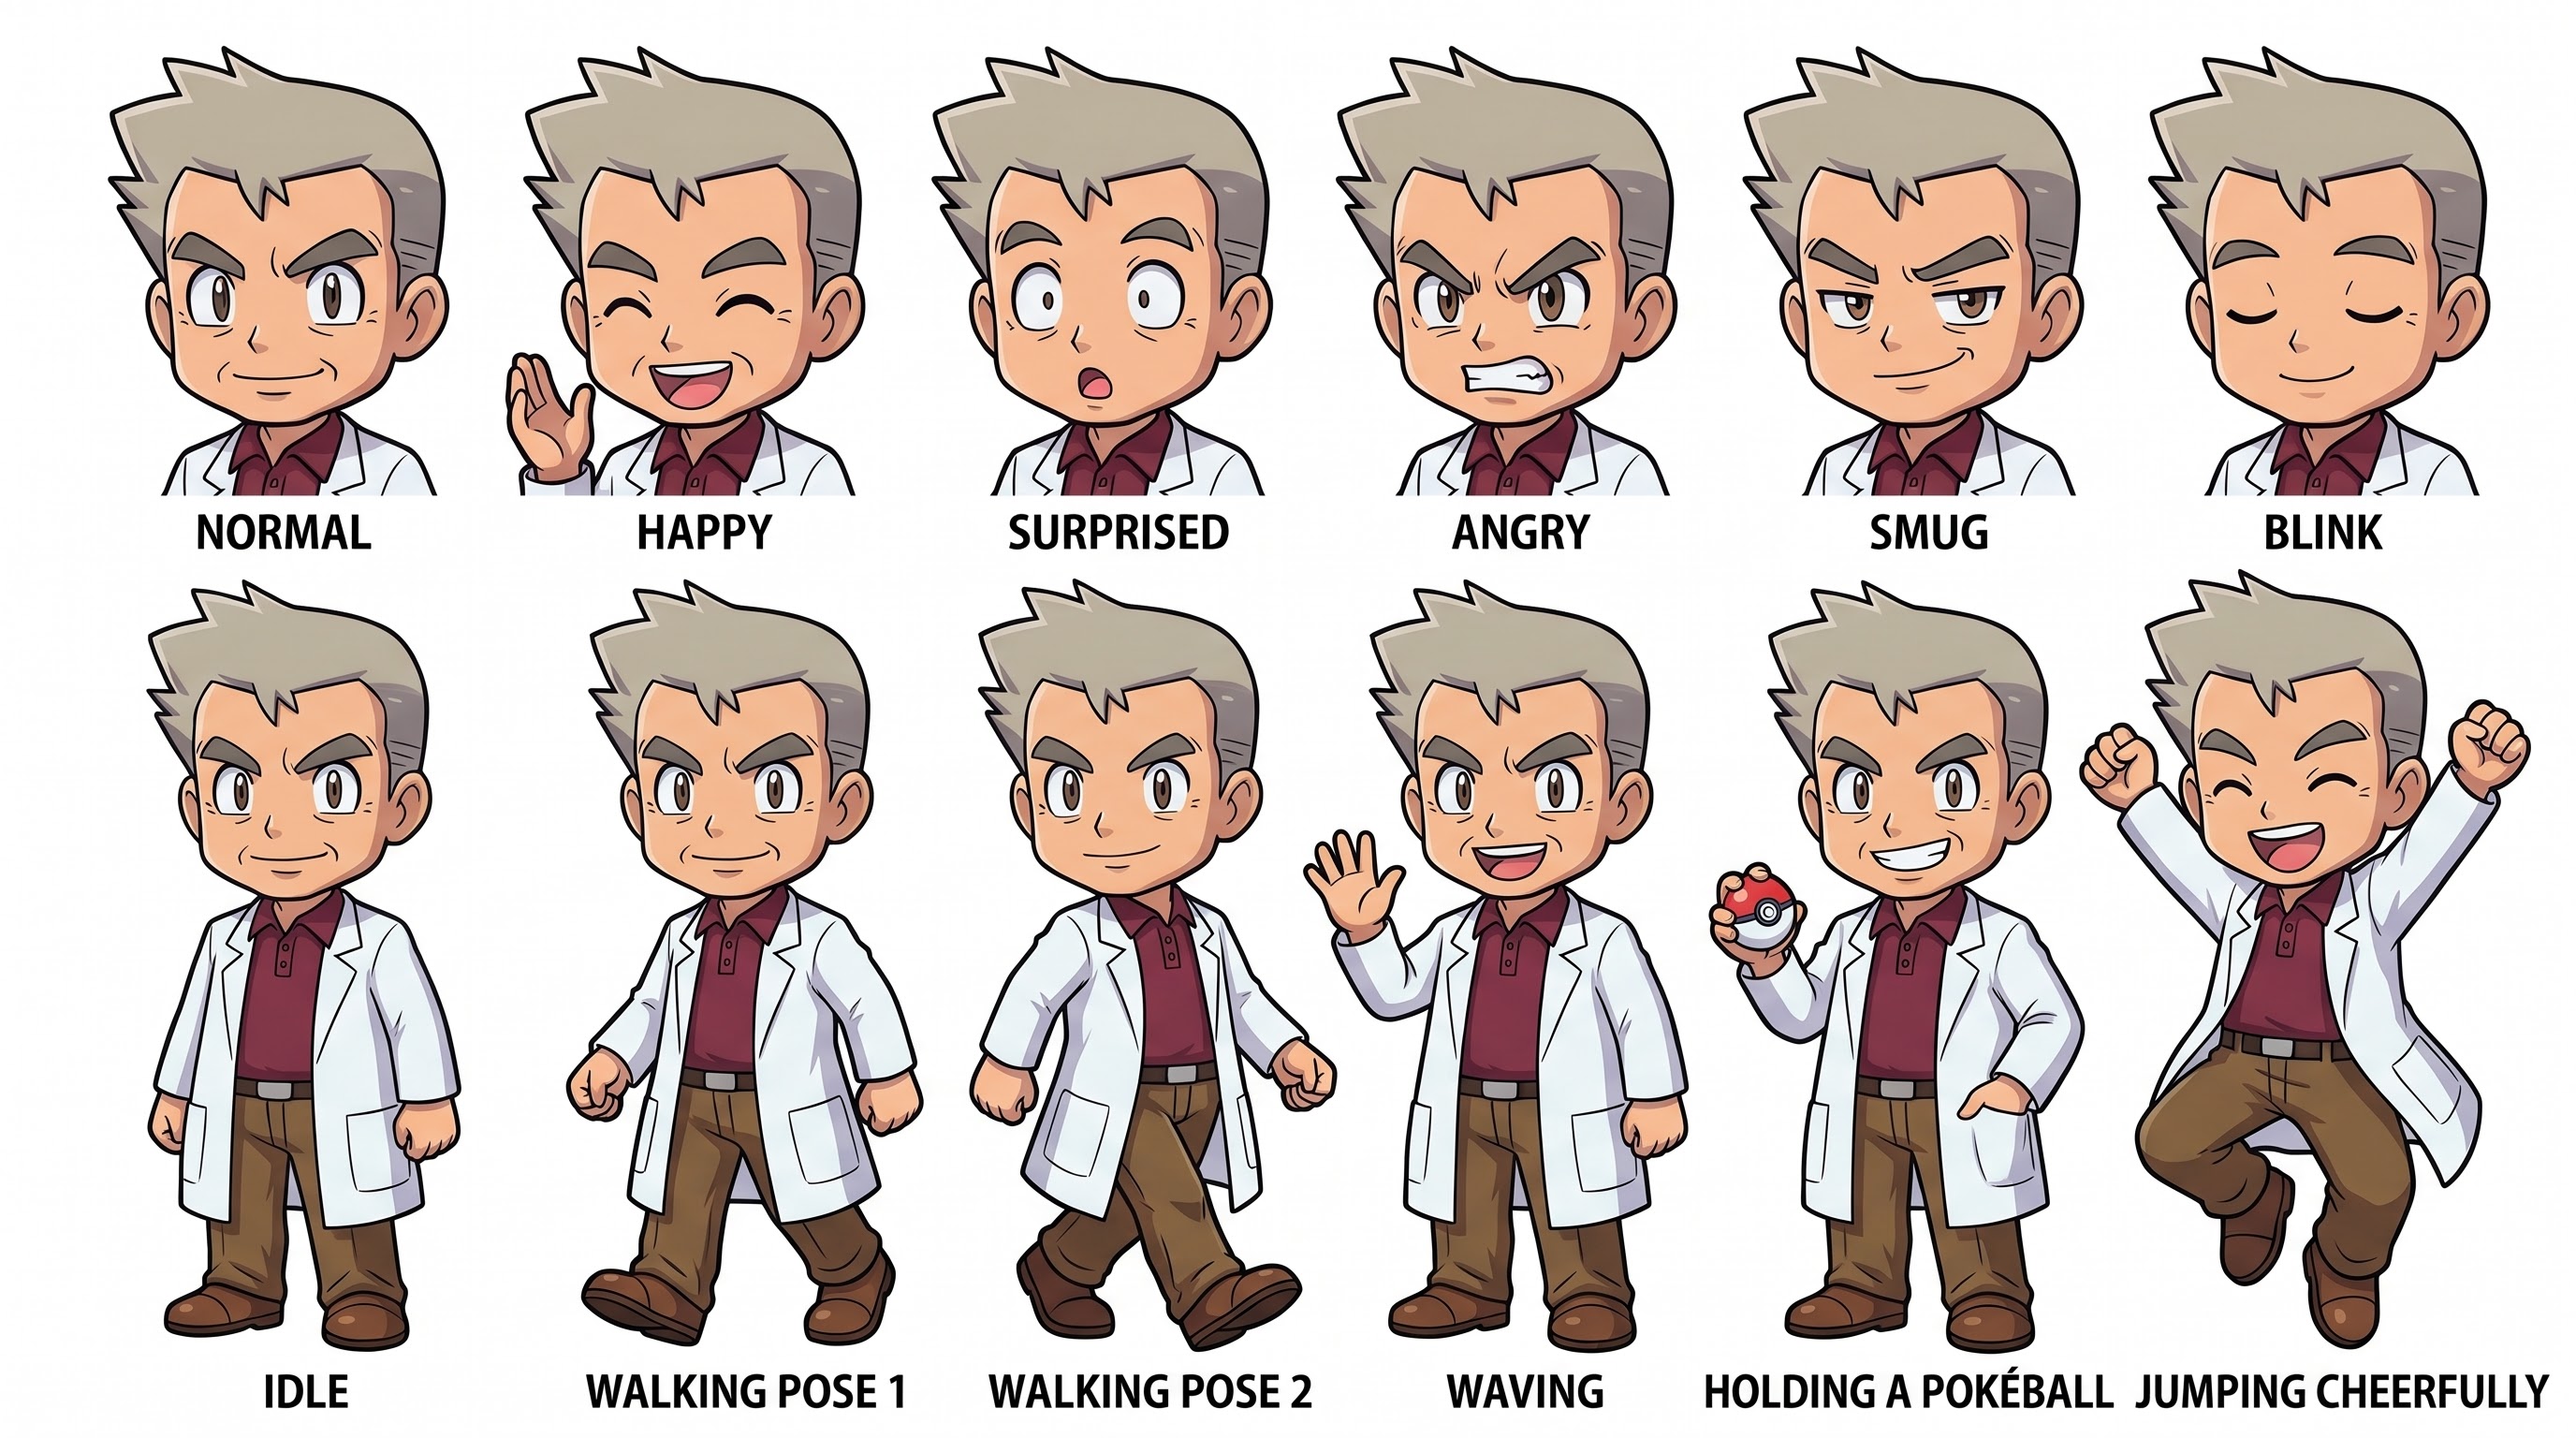 NORMAL
HAPPY
SURPRISED
ANGRY
SMUG
BLINK
IDLE
WALKING POSE 1
WALKING POSE 2
WAVING
HOLDING A POKÉBALL
JUMPING CHEERFULLY